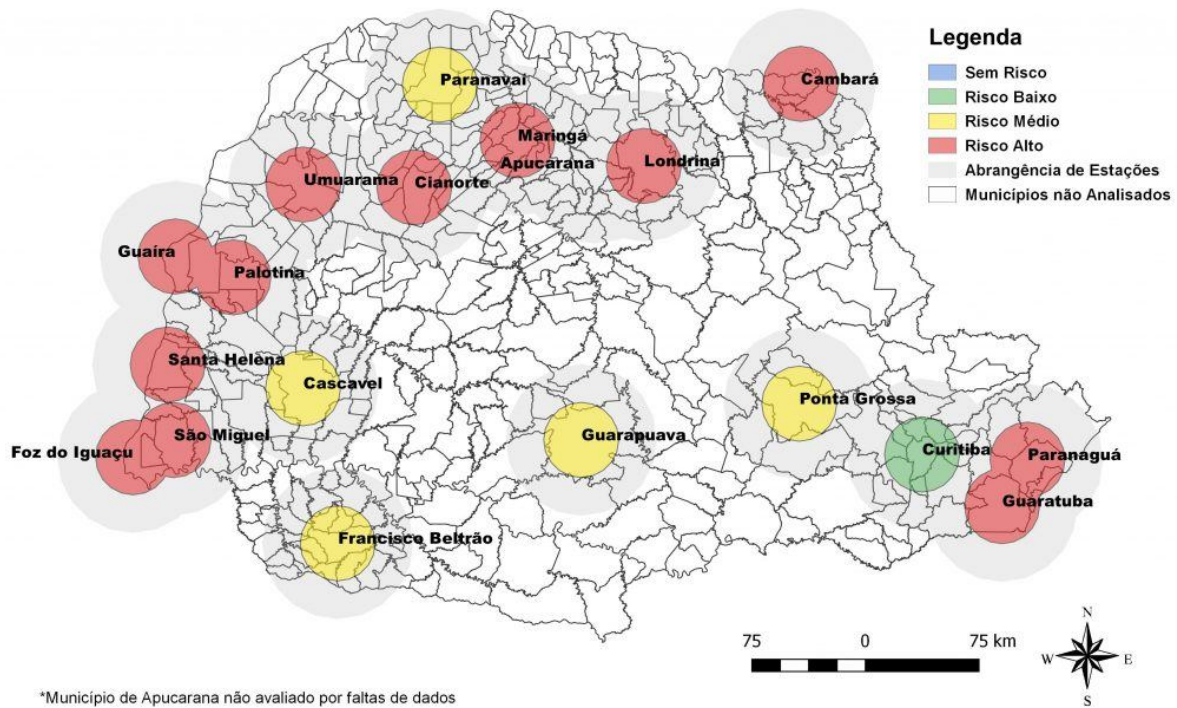 Legenda
Sem Risco
Risco Baixo
Risco Médio
Risco Alto
Abrangência de Estações
Municípios não Analisados
Paranavaí
Cambará
Maringá
Apucarana
Londrina
Umuarama
Cianorte
Guaíra
Palotina
Santa Helena
Cascavel
Ponta Grossa
São Miguel
Guarapuava
Curitiba
Foz do Iguaçu
Paranaguá
Guaratuba
Francisco Beltrão
75 0 75 km
N
W E
S
*Município de Apucarana não avaliado por faltas de dados